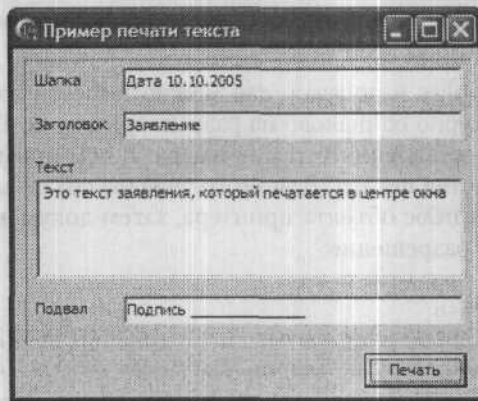 Пример печати текста
Шапка Дата 10.10.2005
Заголовок Заявление
Текст
Это текст заявления, который печатается в центре окна
Подвал Подпись ____________
Печать